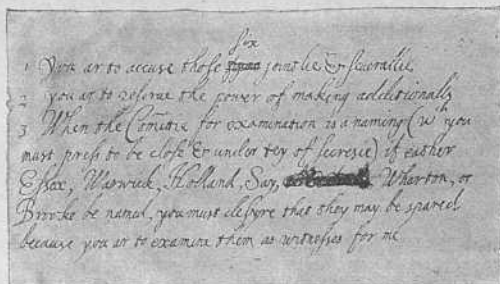 six
1 You ar to accuse those jointlie & severallie
2 you ar to reserve the power of making additionalls
3 When the Comittie for examination is a naming (wch you
must press to be close & under tey of secresie) if eather
Essex, Warwick, Holland, Say, Wharton, or
Brooke be named, you must desyre that they may be spared
because you ar to examine them as witnesses for me